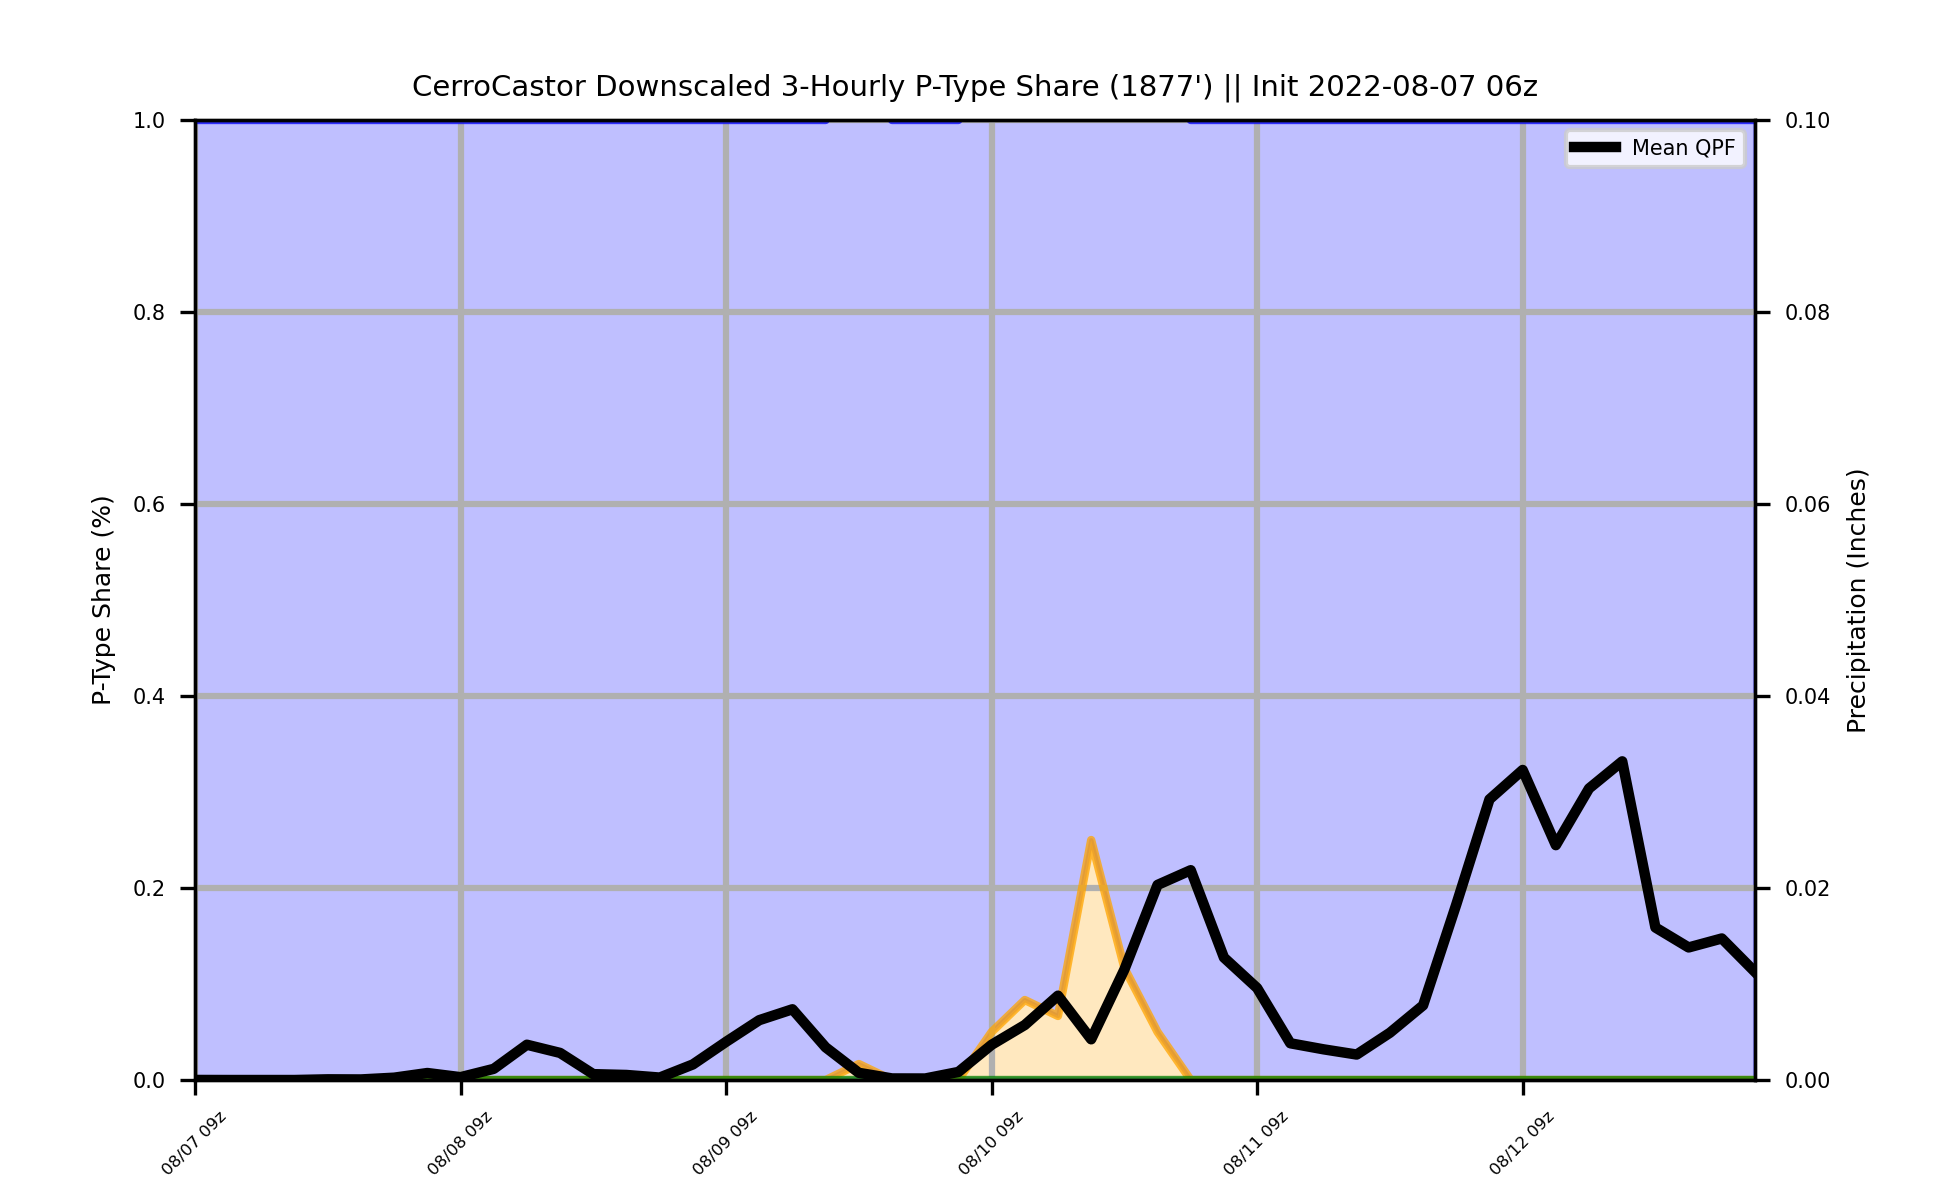 CerroCastor Downscaled 3-Hourly P-Type Share (1877') || Init 2022-08-07 06z
Mean QPF
P-Type Share (%)
1.0
0.8
0.6
0.4
0.2
0.0
0.10
0.08
0.06
0.04
0.02
0.00
Precipitation (Inches)
08/07 09z
08/08 09z
08/09 09z
08/10 09z
08/11 09z
08/12 09z